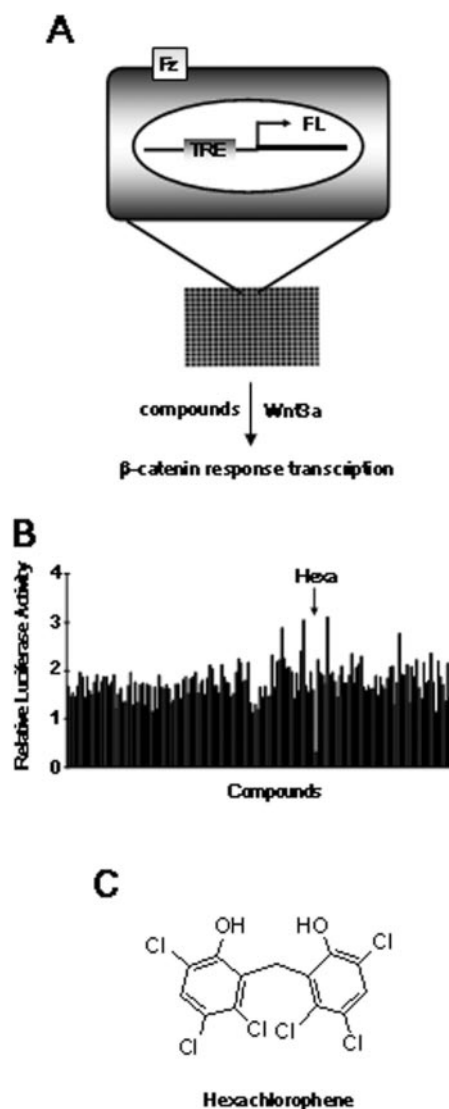 A
Fz
FL
TRE
compounds Wnt3a
β-catenin response transcription
B
Hexa
4
3
2
1
0
Relative Luciferase Activity
Compounds
C
OH HO
Cl Cl
Cl Cl
Cl Cl
Hexachlorophene